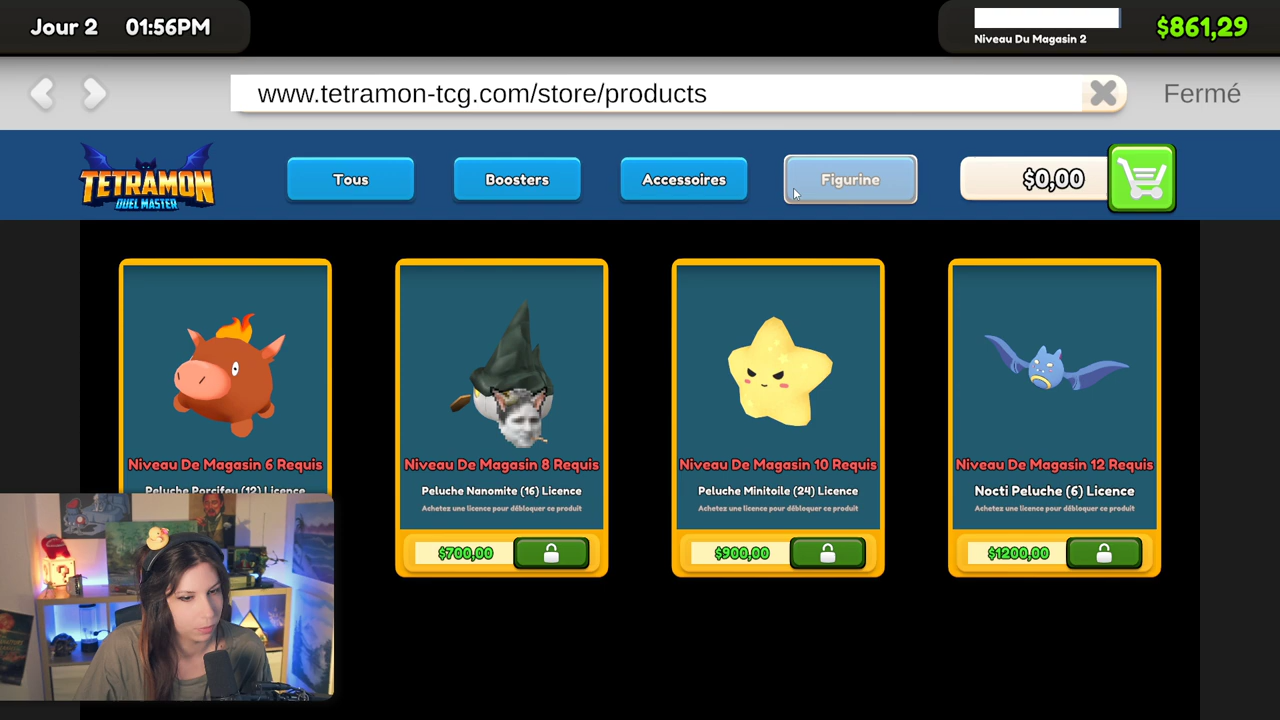 Jour 2 01:56PM
Niveau Du Magasin 2
$861,29
www.tetramon-tcg.com/store/products
Fermé
TETRAMON
DUEL MASTER
Tous
Boosters
Accessoires
Figurine
$0,00
Niveau De Magasin 6 Requis
Peluche Porcifeu (12) Licence
Niveau De Magasin 8 Requis
Peluche Nanomite (16) Licence
Achetez une licence pour débloquer ce produit
$700,00
Niveau De Magasin 10 Requis
Peluche Minitoile (24) Licence
Achetez une licence pour débloquer ce produit
$900,00
Niveau De Magasin 12 Requis
Nocti Peluche (6) Licence
Achetez une licence pour débloquer ce produit
$1200,00